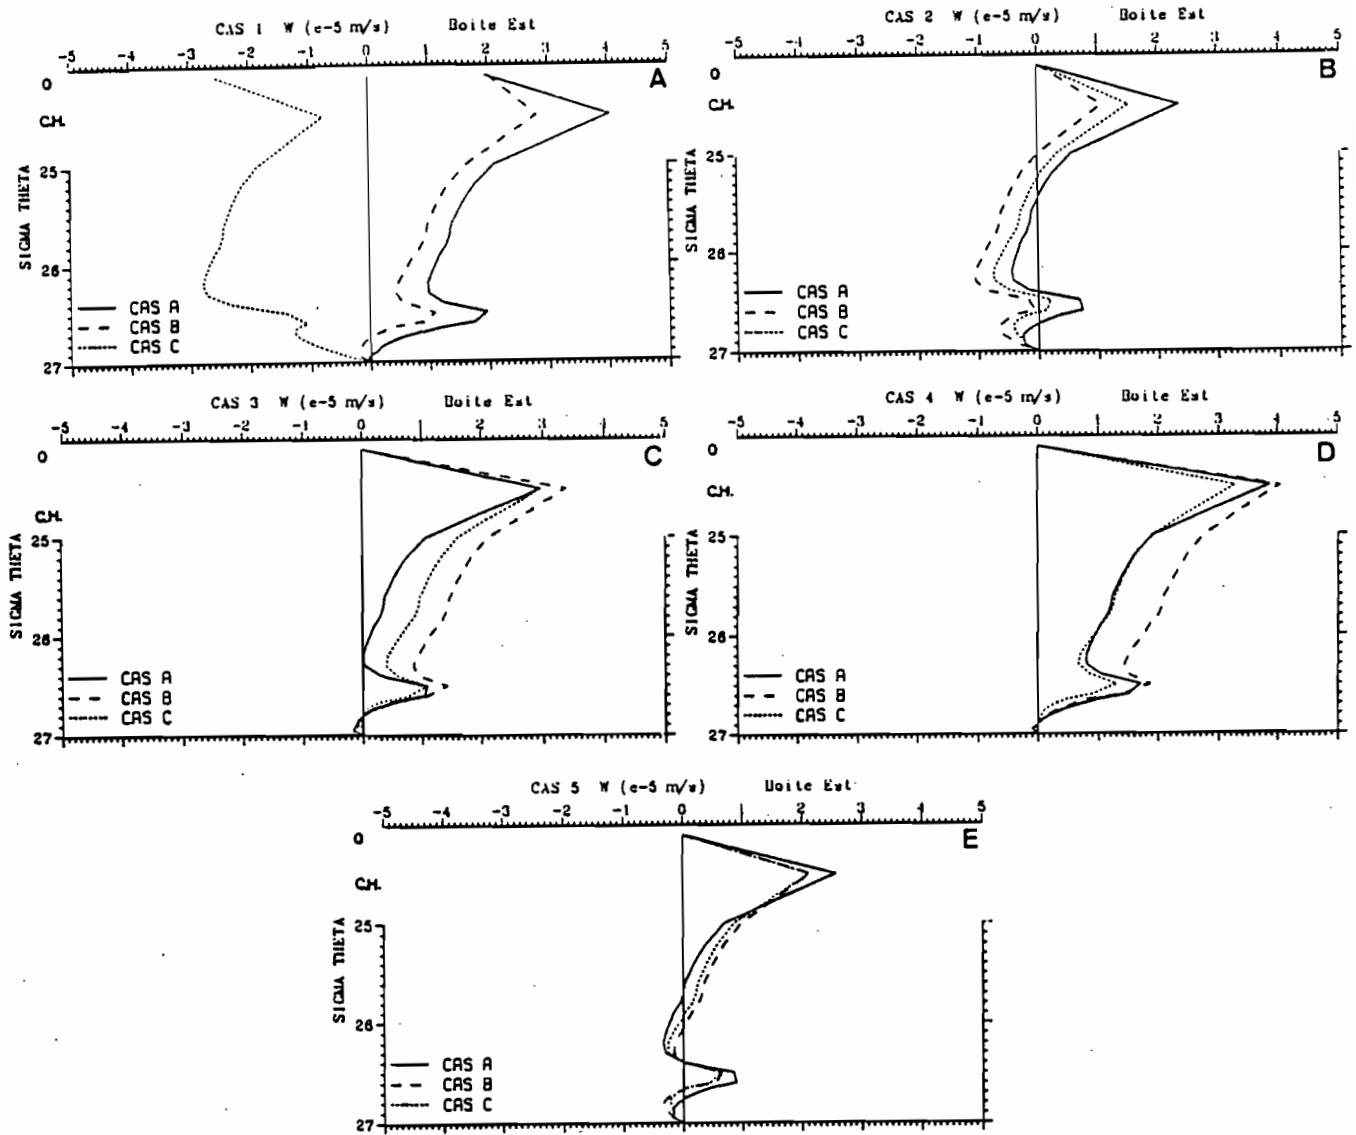 CAS 1 W (e-5 m/s) Boite Est
-5 -4 -3 -2 -1 0 1 2 3 4 5
A
0
C.H.
SIGMA THETA
25
26
27
CAS A
CAS B
CAS C
CAS 2 W (e-5 m/s) Boite Est
-5 -4 -3 -2 -1 0 1 2 3 4 5
B
0
C.H.
SIGMA THETA
25
26
27
CAS A
CAS B
CAS C
CAS 3 W (e-5 m/s) Boite Est
-5 -4 -3 -2 -1 0 1 2 3 4 5
C
0
C.H.
SIGMA THETA
25
26
27
CAS A
CAS B
CAS C
CAS 4 W (e-5 m/s) Boite Est
-5 -4 -3 -2 -1 0 1 2 3 4 5
D
0
C.H.
SIGMA THETA
25
26
27
CAS A
CAS B
CAS C
CAS 5 W (e-5 m/s) Boite Est
-5 -4 -3 -2 -1 0 1 2 3 4 5
E
0
C.H.
SIGMA THETA
25
26
27
CAS A
CAS B
CAS C